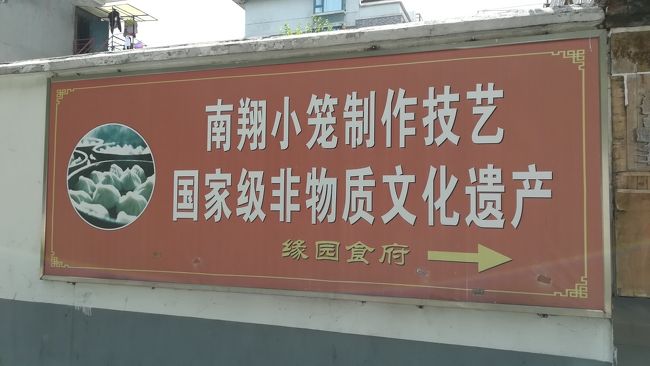 南翔小笼制作技艺
国家级非物质文化遗产
缘园食府